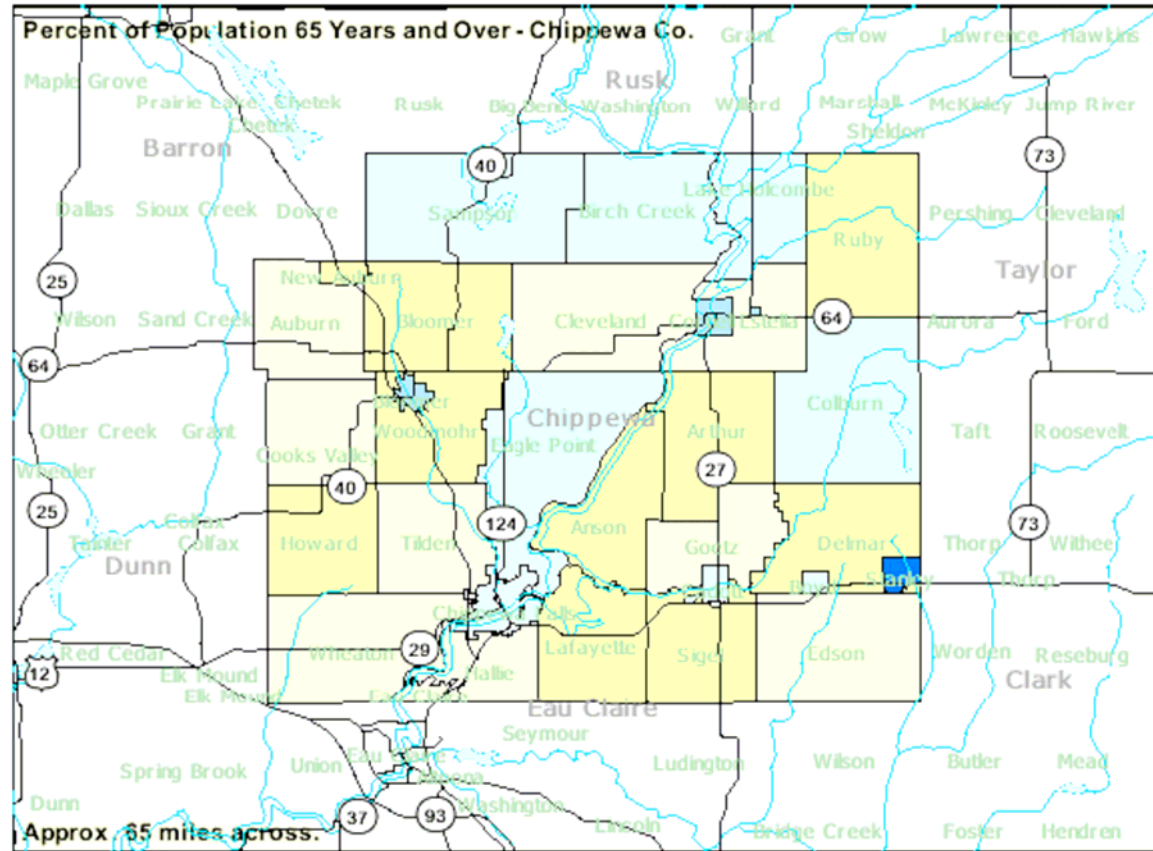 Percent of Population 65 Years and Over - Chippewa Co.
Grant Grow Lawrence Hawkins
Rusk
Maple Grove
Prairie Lake Chetek Rusk Big Bend Washington Willard Marshall McKinley Jump River
Chetek Sheldon
Barron
40 73
Lake Holcombe
Dallas Sioux Creek Dovre Sampson Birch Creek Pershing Cleveland
Ruby
Taylor
25 New Auburn
Wilson Sand Creek Auburn Bloomer Cleveland Cornell Estella 64 Aurora Ford
64
Bloomer Chippewa Colburn
Otter Creek Grant Woodmohr Eagle Point Arthur Taft Roosevelt
Cooks Valley
Wheeler 27
40
25 Colfax 124 Anson 73
Tainter Colfax Howard Tilden Goetz Delmar Thorp Withee
Dunn
Cadott Boyd Stanley Thorp
Chippewa Falls
Red Cedar Wheaton 29 Lafayette Sigel Edson Worden Reseburg
12 Elk Mound Hallie Clark
Elk Mound Eau Claire
Eau Claire
Seymour
Spring Brook Union Eau Claire Ludington Wilson Butler Mead
Altoona
Dunn 37 93 Washington
Lincoln
Approx. 65 miles across. Bridge Creek Foster Hendren